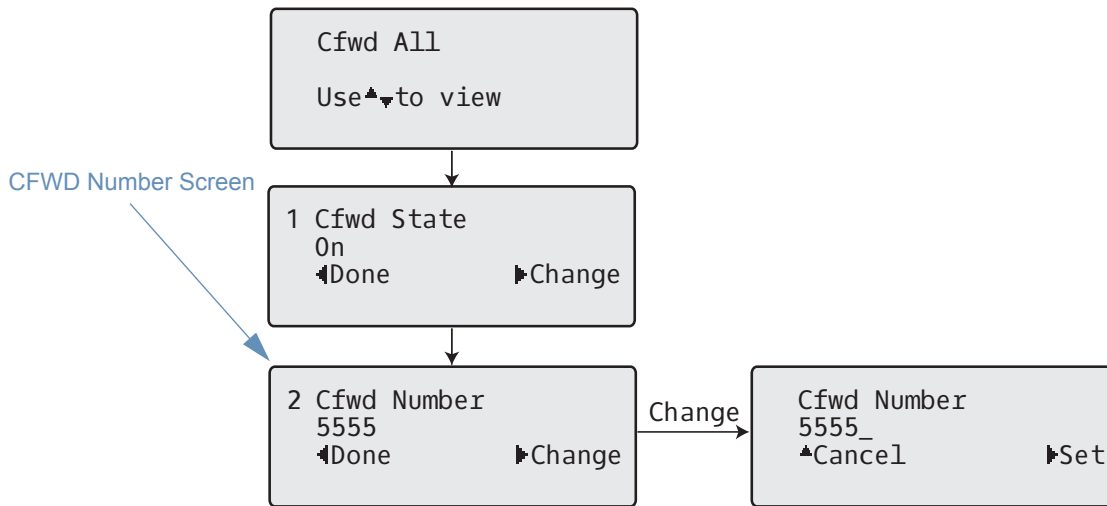 Cfwd All
Use▲▼to view
CFWD Number Screen
1 Cfwd State
On
◀Done ▶Change
2 Cfwd Number
5555
◀Done ▶Change
Change
Cfwd Number
5555_
▲Cancel ▶Set